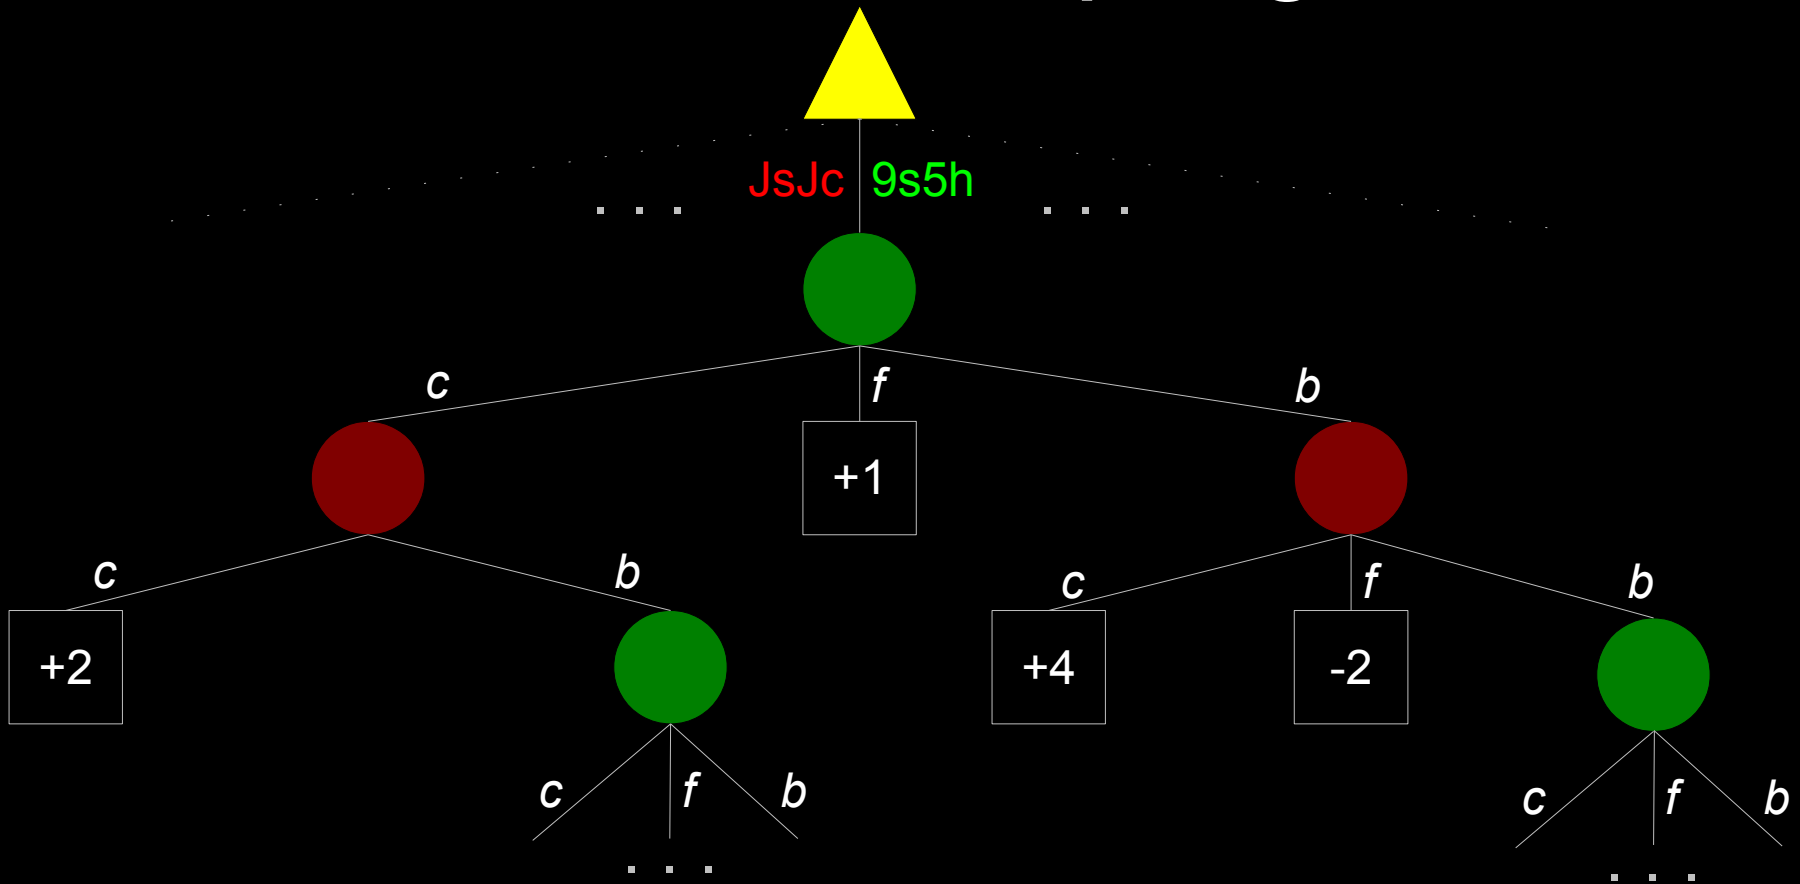 JsJc 9s5h
. . . . . .
c f b
+1
c b c f b
+2 +4 -2
c f b c f b
. . . . . .